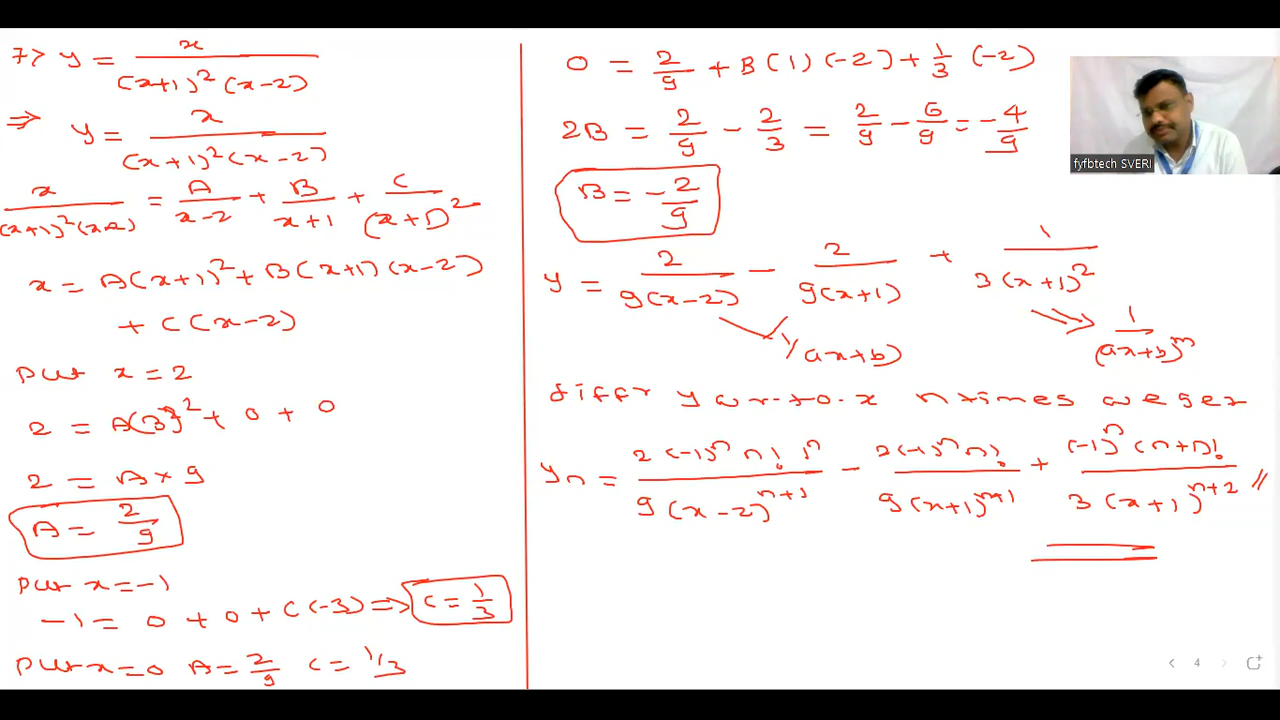 7> y = x / (x+1)²(x-2)
⇒ y = x / (x+1)²(x-2)
x / (x+1)²(x-2) = A/(x-2) + B/(x+1) + C/(x+1)²
x = A(x+1)² + B(x+1)(x-2)
+ C(x-2)
Put x = 2
2 = A(3)² + 0 + 0
2 = A × 9
A = 2/9
Put x = -1
-1 = 0 + 0 + C(-3) ⇒ C = 1/3
Put x = 0 A = 2/9 C = 1/3
0 = 2/9 + B(1)(-2) + 1/3 (-2)
2B = 2/9 - 2/3 = 2/9 - 6/9 = -4/9
B = -2/9
y = 2/9(x-2) - 2/9(x+1) + 1/3(x+1)²
1/(ax+b) 1/(ax+b)^m
diffr y w.r.to.x n times we get
yn = 2(-1)^n n! 1^n / 9(x-2)^(n+1) - 2(-1)^n n! / 9(x+1)^(n+1) + (-1)^n (n+1)! / 3(x+1)^(n+2) //
fyfbtech SVERI
< 4 >